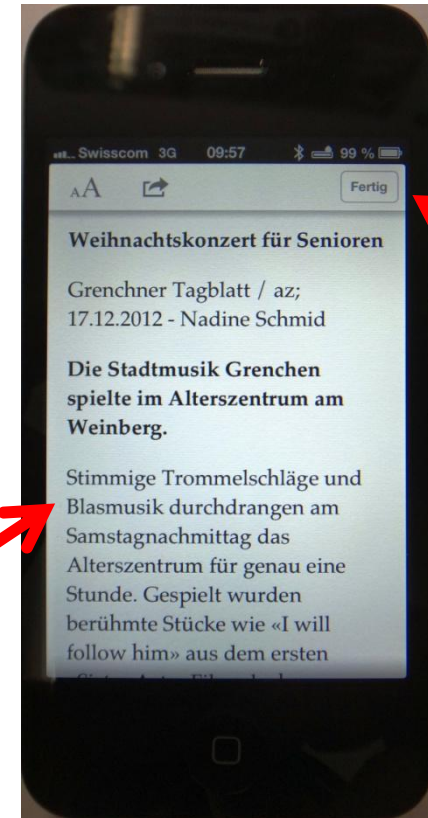 Swisscom 3G 09:57 99 %
AA Fertig
Weihnachtskonzert für Senioren
Grenchner Tagblatt / az;
17.12.2012 - Nadine Schmid
Die Stadtmusik Grenchen
spielte im Alterszentrum am
Weinberg.
Stimmige Trommelschläge und
Blasmusik durchdrangen am
Samstagnachmittag das
Alterszentrum für genau eine
Stunde. Gespielt wurden
berühmte Stücke wie «I will
follow him» aus dem ersten